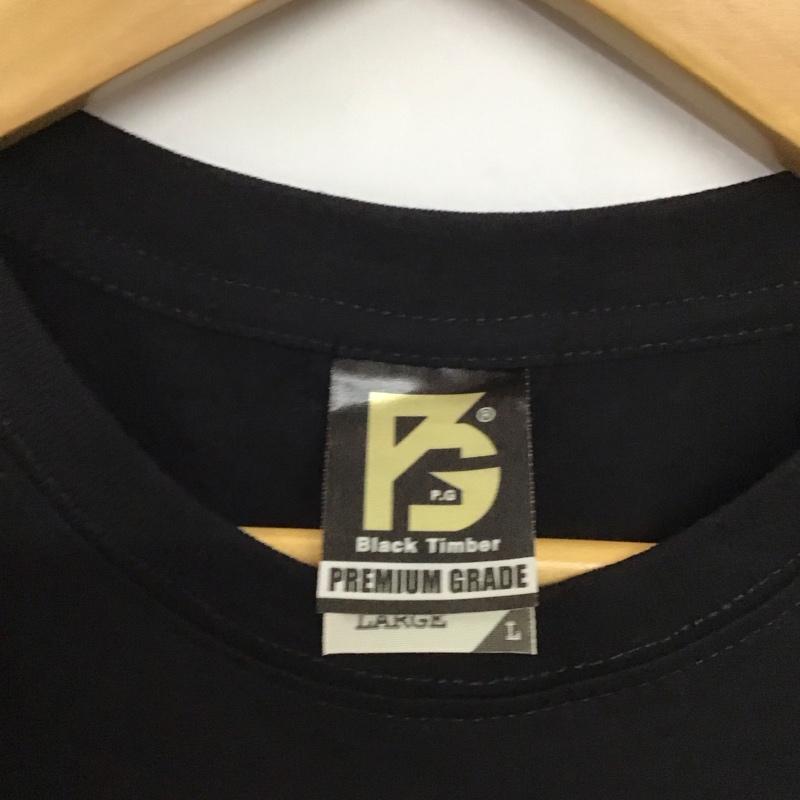 ®
P.G
Black Timber
PREMIUM GRADE
LARGE
L